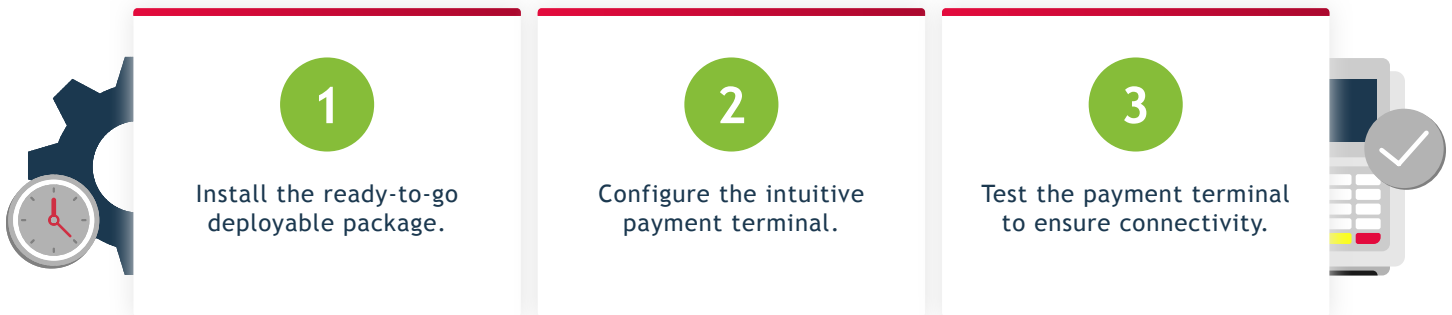 1
Install the ready-to-go
deployable package.
2
Configure the intuitive
payment terminal.
3
Test the payment terminal
to ensure connectivity.